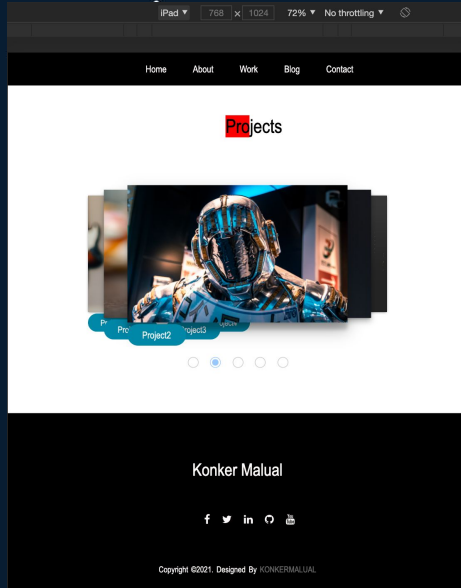 iPad ▼ 768 × 1024 72% ▼ No throttling ▼
Home About Work Blog Contact
Projects
Project2
Konker Malual
Copyright ©2021. Designed By KONKERMALUAL